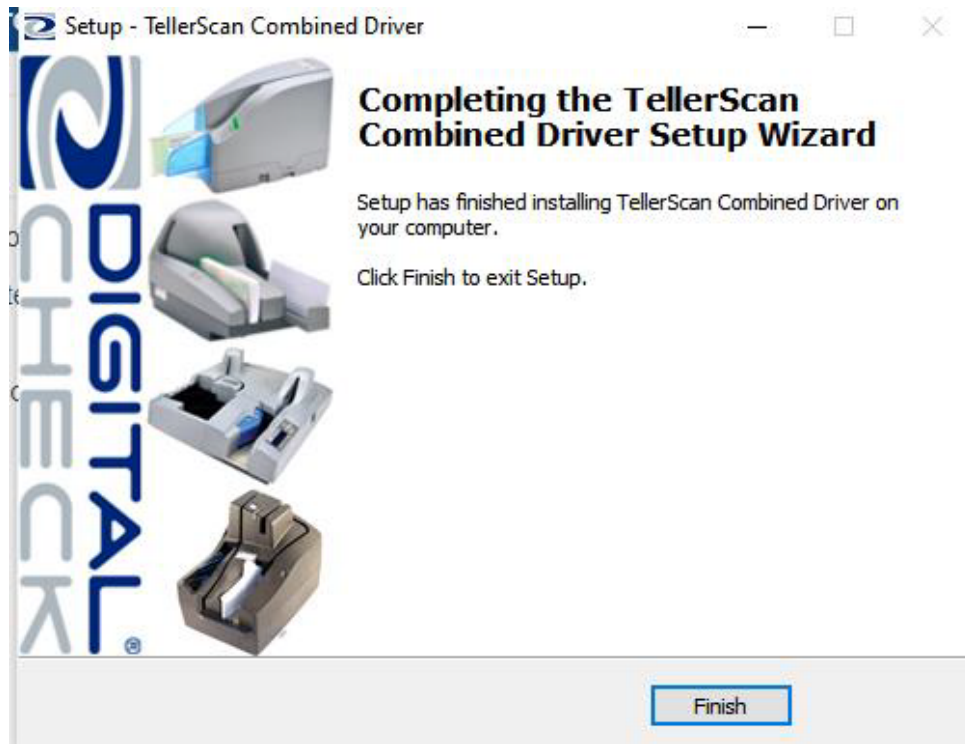 Setup - TellerScan Combined Driver
DIGITAL
CHECK
®
Completing the TellerScan
Combined Driver Setup Wizard
Setup has finished installing TellerScan Combined Driver on
your computer.
Click Finish to exit Setup.
Finish